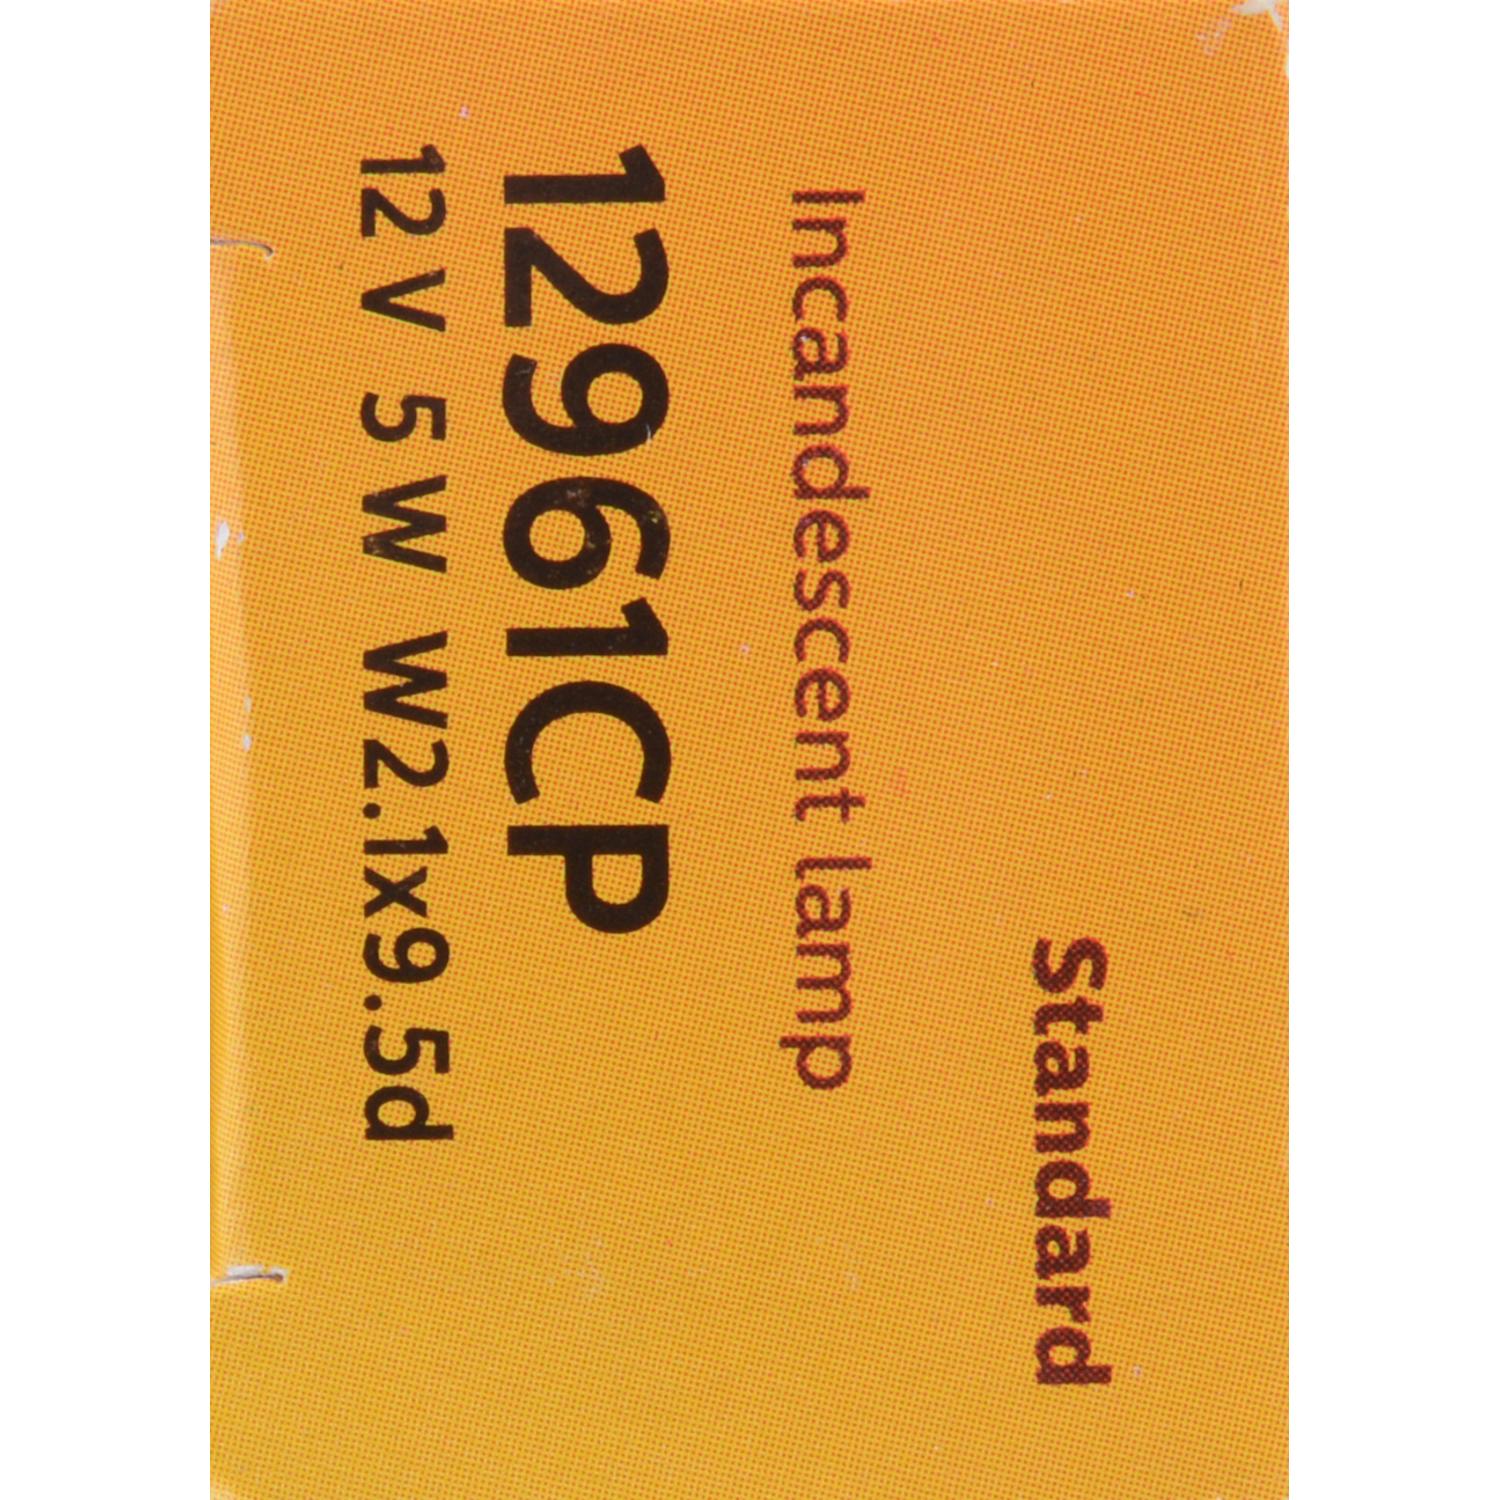 Standard
Incandescent lamp
12961CP
12 V 5 W W2.1x9.5d